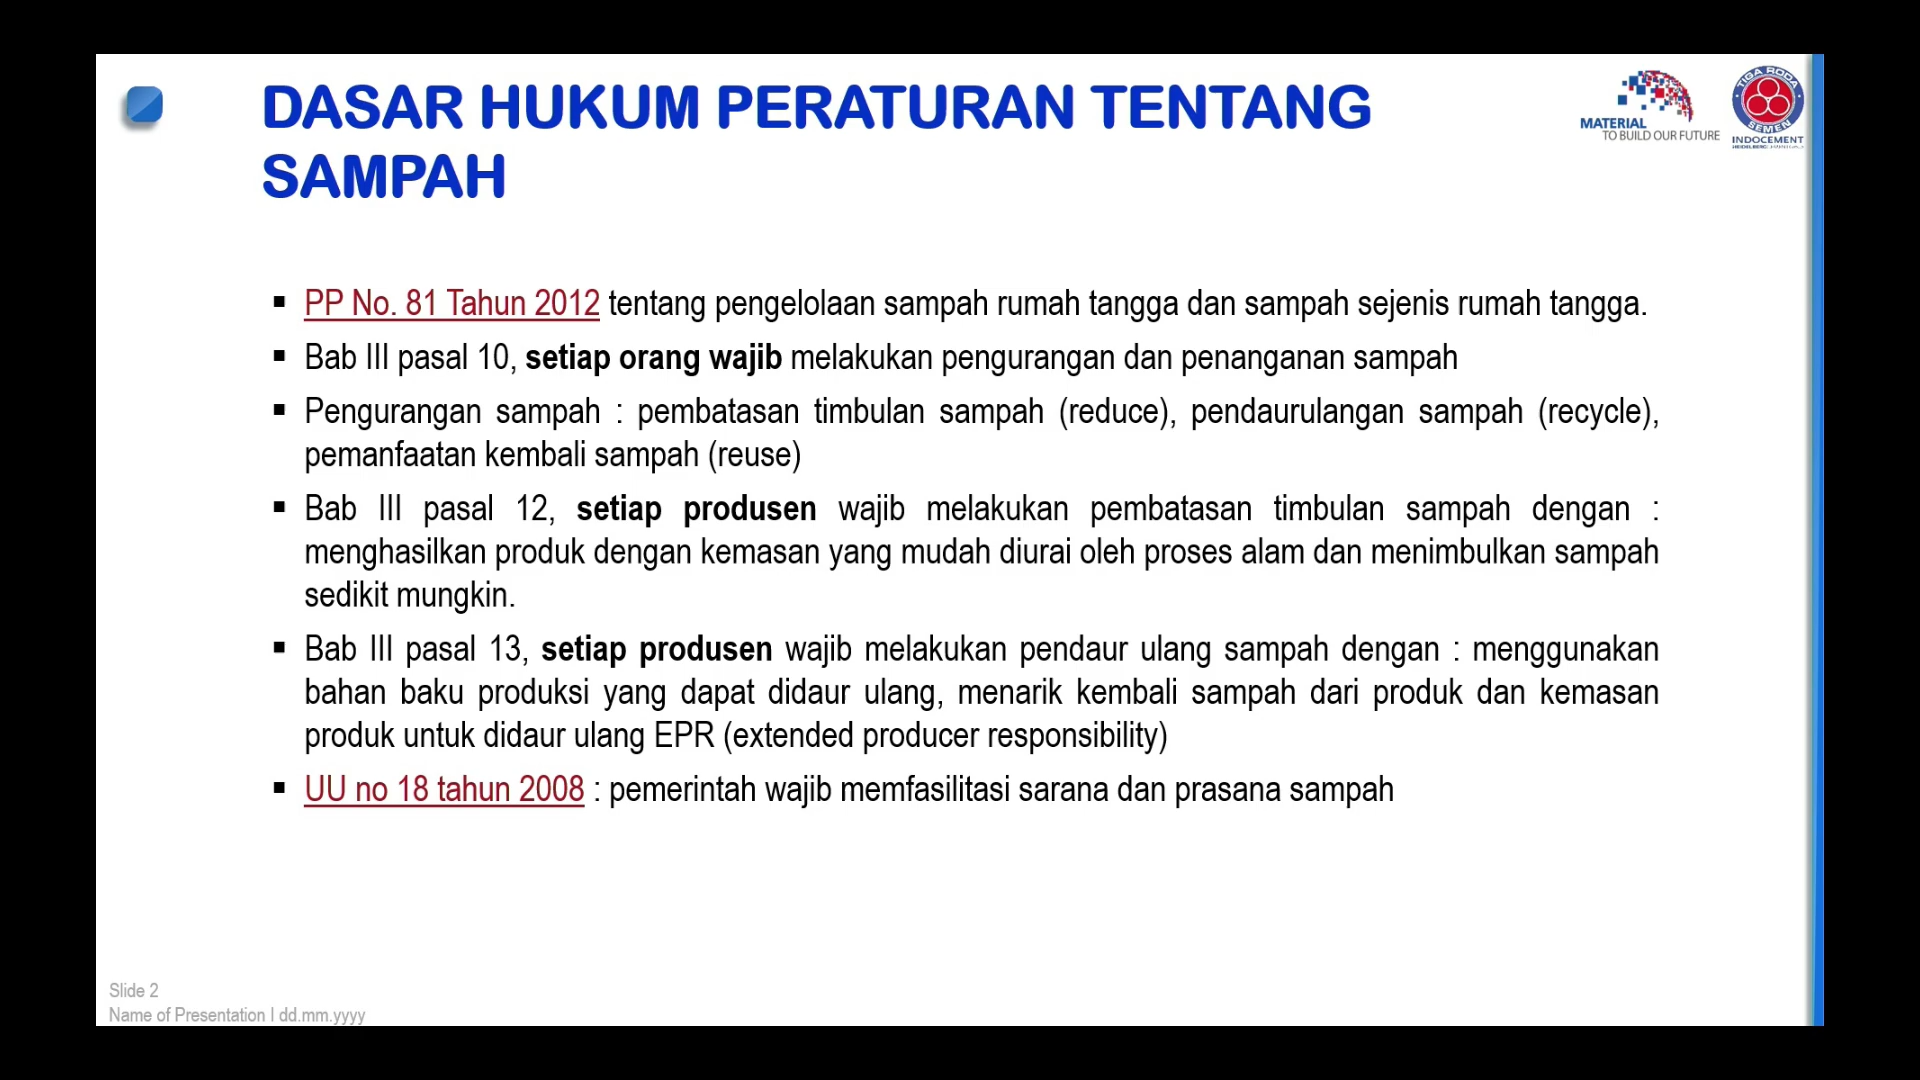 DASAR HUKUM PERATURAN TENTANG
SAMPAH
MATERIAL
TO BUILD OUR FUTURE
TIGA RODA
SEMEN
INDOCEMENT
▪ PP No. 81 Tahun 2012 tentang pengelolaan sampah rumah tangga dan sampah sejenis rumah tangga.
▪ Bab III pasal 10, setiap orang wajib melakukan pengurangan dan penanganan sampah
▪ Pengurangan sampah : pembatasan timbulan sampah (reduce), pendaurulangan sampah (recycle),
pemanfaatan kembali sampah (reuse)
▪ Bab III pasal 12, setiap produsen wajib melakukan pembatasan timbulan sampah dengan :
menghasilkan produk dengan kemasan yang mudah diurai oleh proses alam dan menimbulkan sampah
sedikit mungkin.
▪ Bab III pasal 13, setiap produsen wajib melakukan pendaur ulang sampah dengan : menggunakan
bahan baku produksi yang dapat didaur ulang, menarik kembali sampah dari produk dan kemasan
produk untuk didaur ulang EPR (extended producer responsibility)
▪ UU no 18 tahun 2008 : pemerintah wajib memfasilitasi sarana dan prasana sampah
Slide 2
Name of Presentation I dd.mm.yyyy